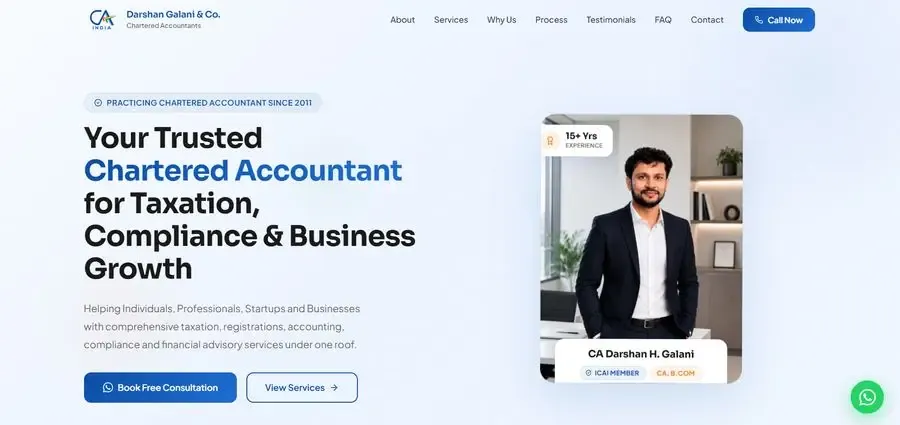 CA
INDIA
Darshan Galani & Co.
Chartered Accountants
About
Services
Why Us
Process
Testimonials
FAQ
Contact
Call Now
PRACTICING CHARTERED ACCOUNTANT SINCE 2011
Your Trusted
Chartered Accountant
for Taxation,
Compliance & Business
Growth
Helping Individuals, Professionals, Startups and Businesses
with comprehensive taxation, registrations, accounting,
compliance and financial advisory services under one roof.
Book Free Consultation
View Services →
15+ Yrs
EXPERIENCE
CA Darshan H. Galani
ICAI MEMBER
CA, B.COM